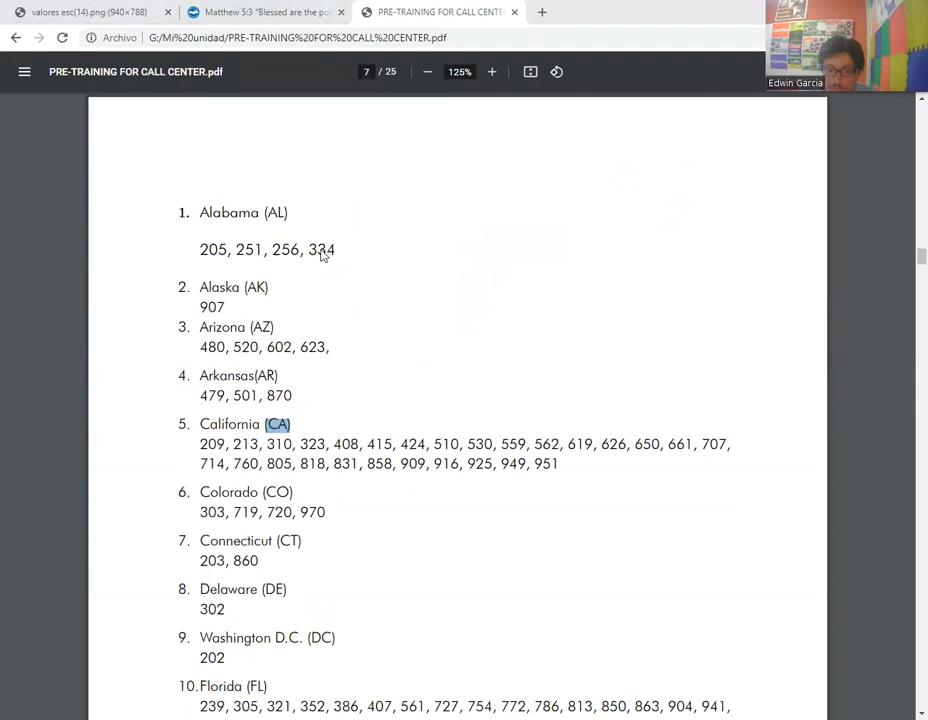 valores esc(14).png (940×788)
Matthew 5:3 "Blessed are the po
PRE-TRAINING FOR CALL CENTE
Archivo
G:/Mi%20unidad/PRE-TRAINING%20FOR%20CALL%20CENTER.pdf
PRE-TRAINING FOR CALL CENTER.pdf
7 / 25
125%
Edwin Garcia
1. Alabama (AL)
205, 251, 256, 334
2. Alaska (AK)
907
3. Arizona (AZ)
480, 520, 602, 623,
4. Arkansas(AR)
479, 501, 870
5. California (CA)
209, 213, 310, 323, 408, 415, 424, 510, 530, 559, 562, 619, 626, 650, 661, 707,
714, 760, 805, 818, 831, 858, 909, 916, 925, 949, 951
6. Colorado (CO)
303, 719, 720, 970
7. Connecticut (CT)
203, 860
8. Delaware (DE)
302
9. Washington D.C. (DC)
202
10. Florida (FL)
239, 305, 321, 352, 386, 407, 561, 727, 754, 772, 786, 813, 850, 863, 904, 941,